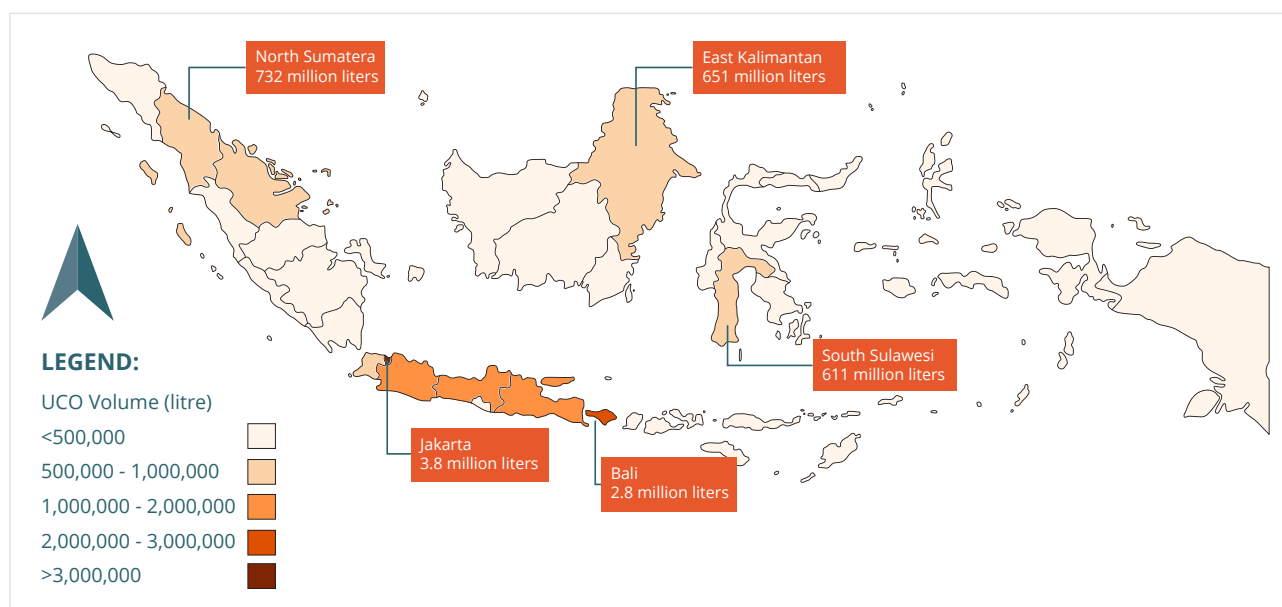 North Sumatera
732 million liters
East Kalimantan
651 million liters
South Sulawesi
611 million liters
Jakarta
3.8 million liters
Bali
2.8 million liters
LEGEND:
UCO Volume (litre)
<500,000
500,000 - 1,000,000
1,000,000 - 2,000,000
2,000,000 - 3,000,000
>3,000,000